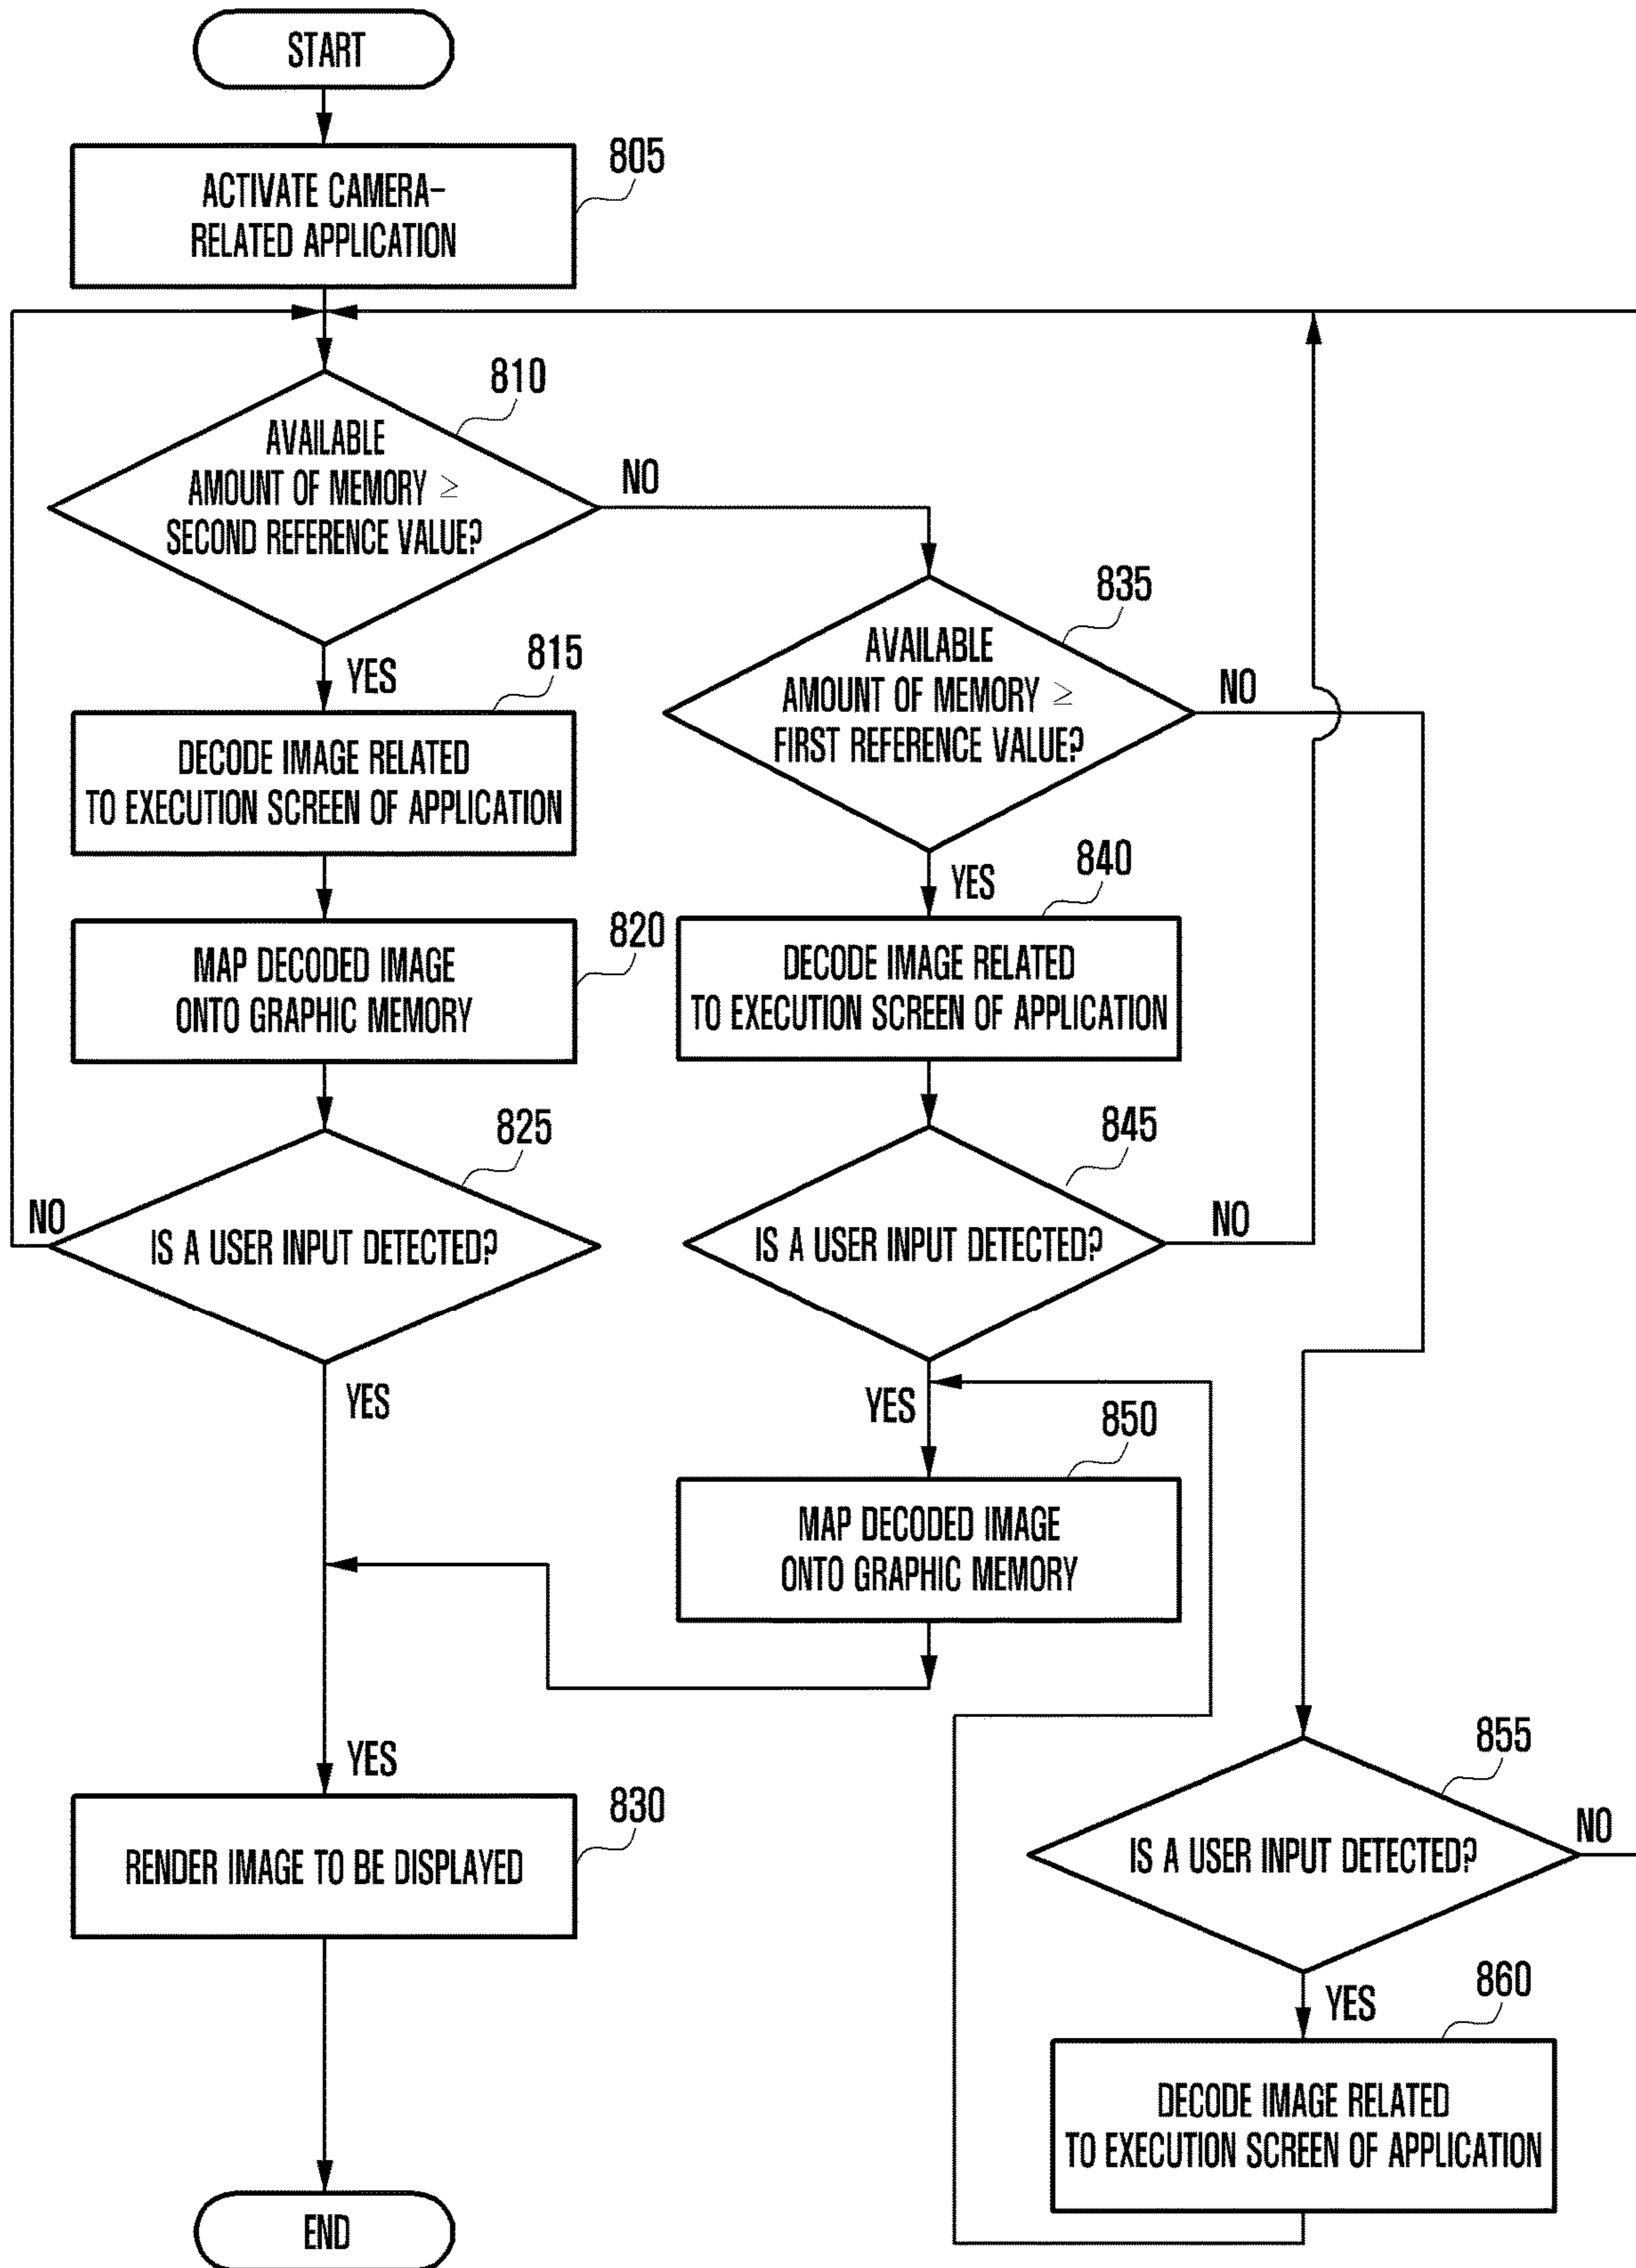 START
805
ACTIVATE CAMERA-
RELATED APPLICATION
810
AVAILABLE
AMOUNT OF MEMORY ≥
SECOND REFERENCE VALUE?
NO
YES
815
DECODE IMAGE RELATED
TO EXECUTION SCREEN OF APPLICATION
820
MAP DECODED IMAGE
ONTO GRAPHIC MEMORY
825
IS A USER INPUT DETECTED?
NO
YES
YES
830
RENDER IMAGE TO BE DISPLAYED
END
835
AVAILABLE
AMOUNT OF MEMORY ≥
FIRST REFERENCE VALUE?
NO
YES
840
DECODE IMAGE RELATED
TO EXECUTION SCREEN OF APPLICATION
845
IS A USER INPUT DETECTED?
NO
YES
850
MAP DECODED IMAGE
ONTO GRAPHIC MEMORY
855
IS A USER INPUT DETECTED?
NO
YES
860
DECODE IMAGE RELATED
TO EXECUTION SCREEN OF APPLICATION